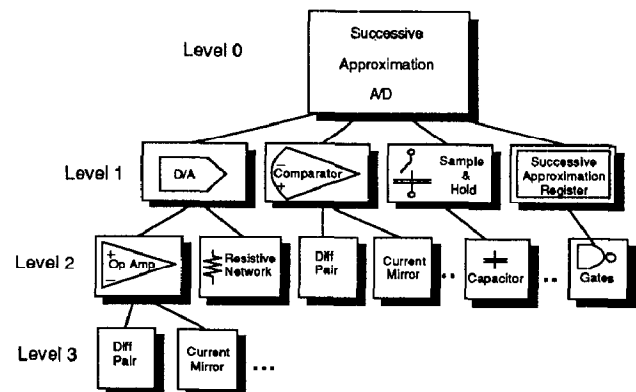 Level 0
Successive
Approximation
A/D
Level 1
D/A
− Comparator +
Sample
&
Hold
Successive
Approximation
Register
Level 2
+ Op Amp −
Resistive
Network
Diff
Pair
Current
Mirror
..
Capacitor
..
Gates
Level 3
Diff
Pair
Current
Mirror
...